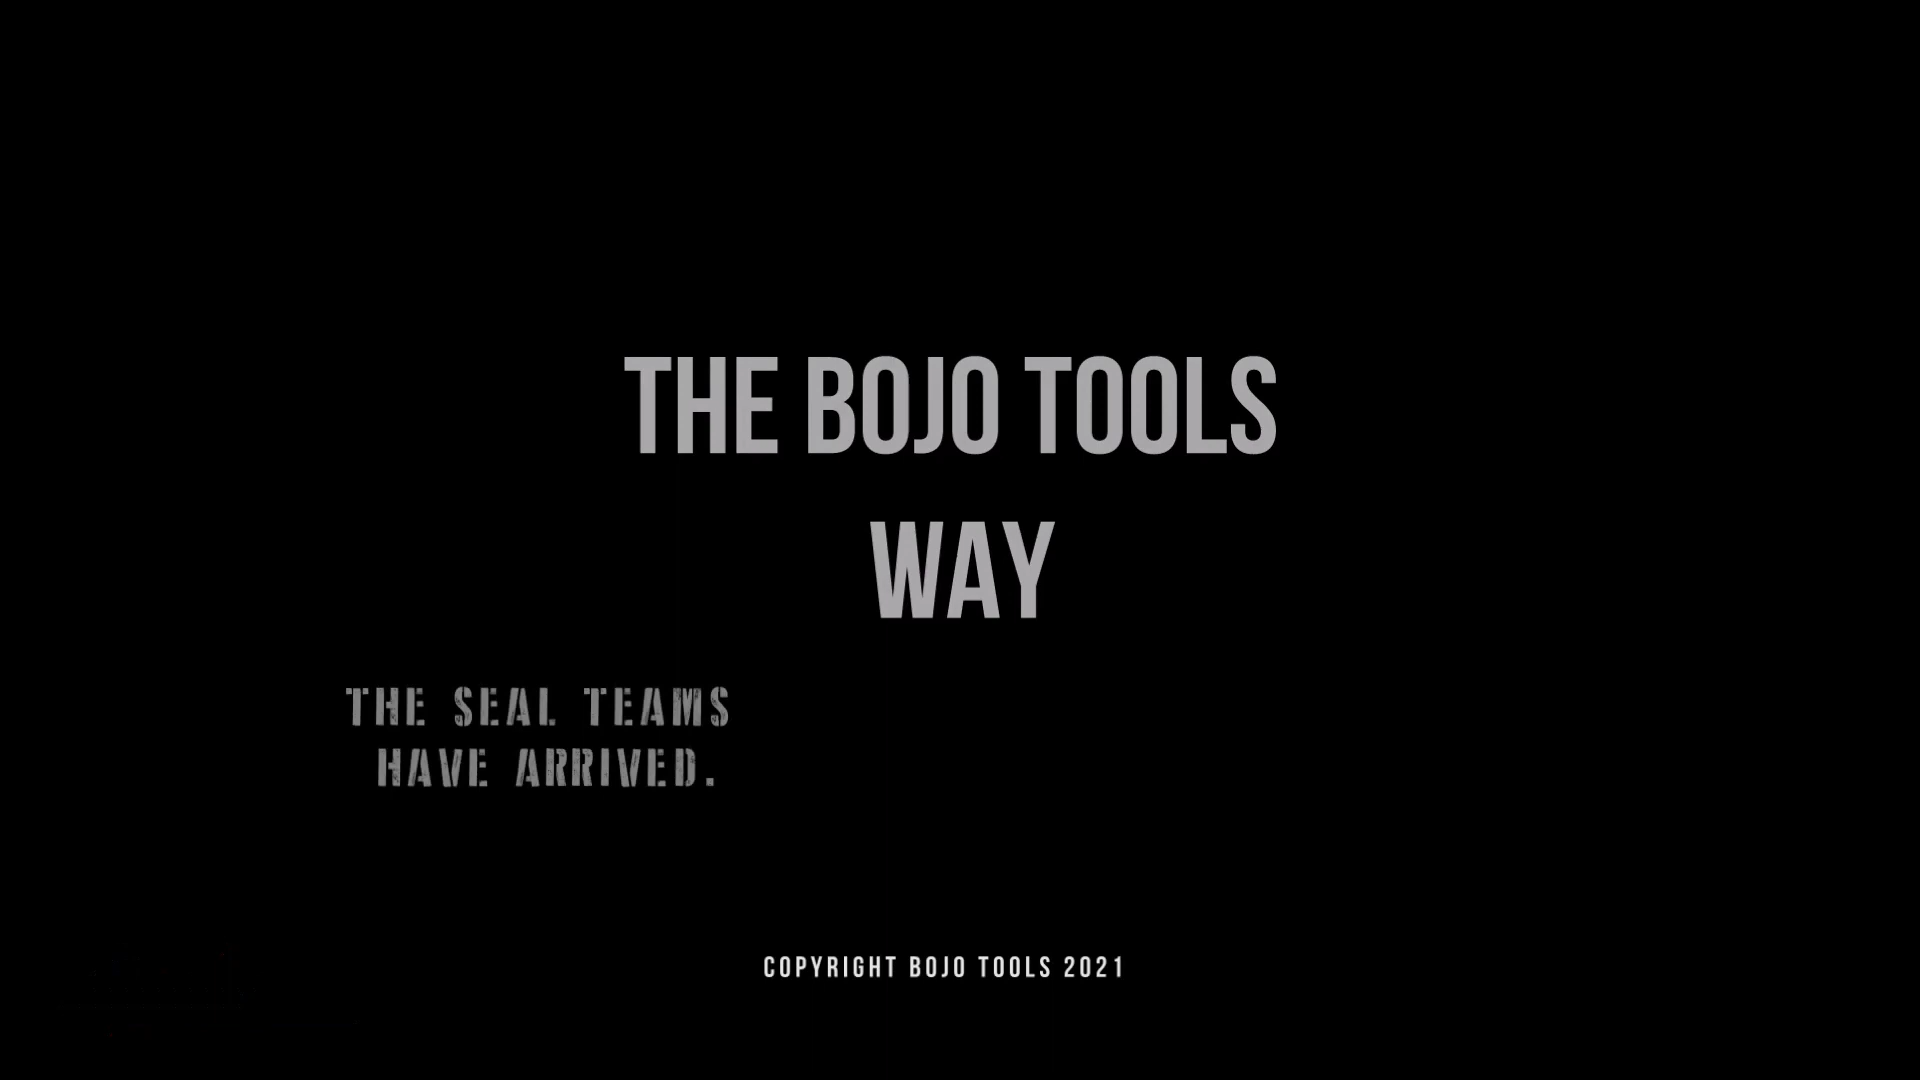 THE BOJO TOOLS
WAY
THE SEAL TEAMS
HAVE ARRIVED.
COPYRIGHT BOJO TOOLS 2021